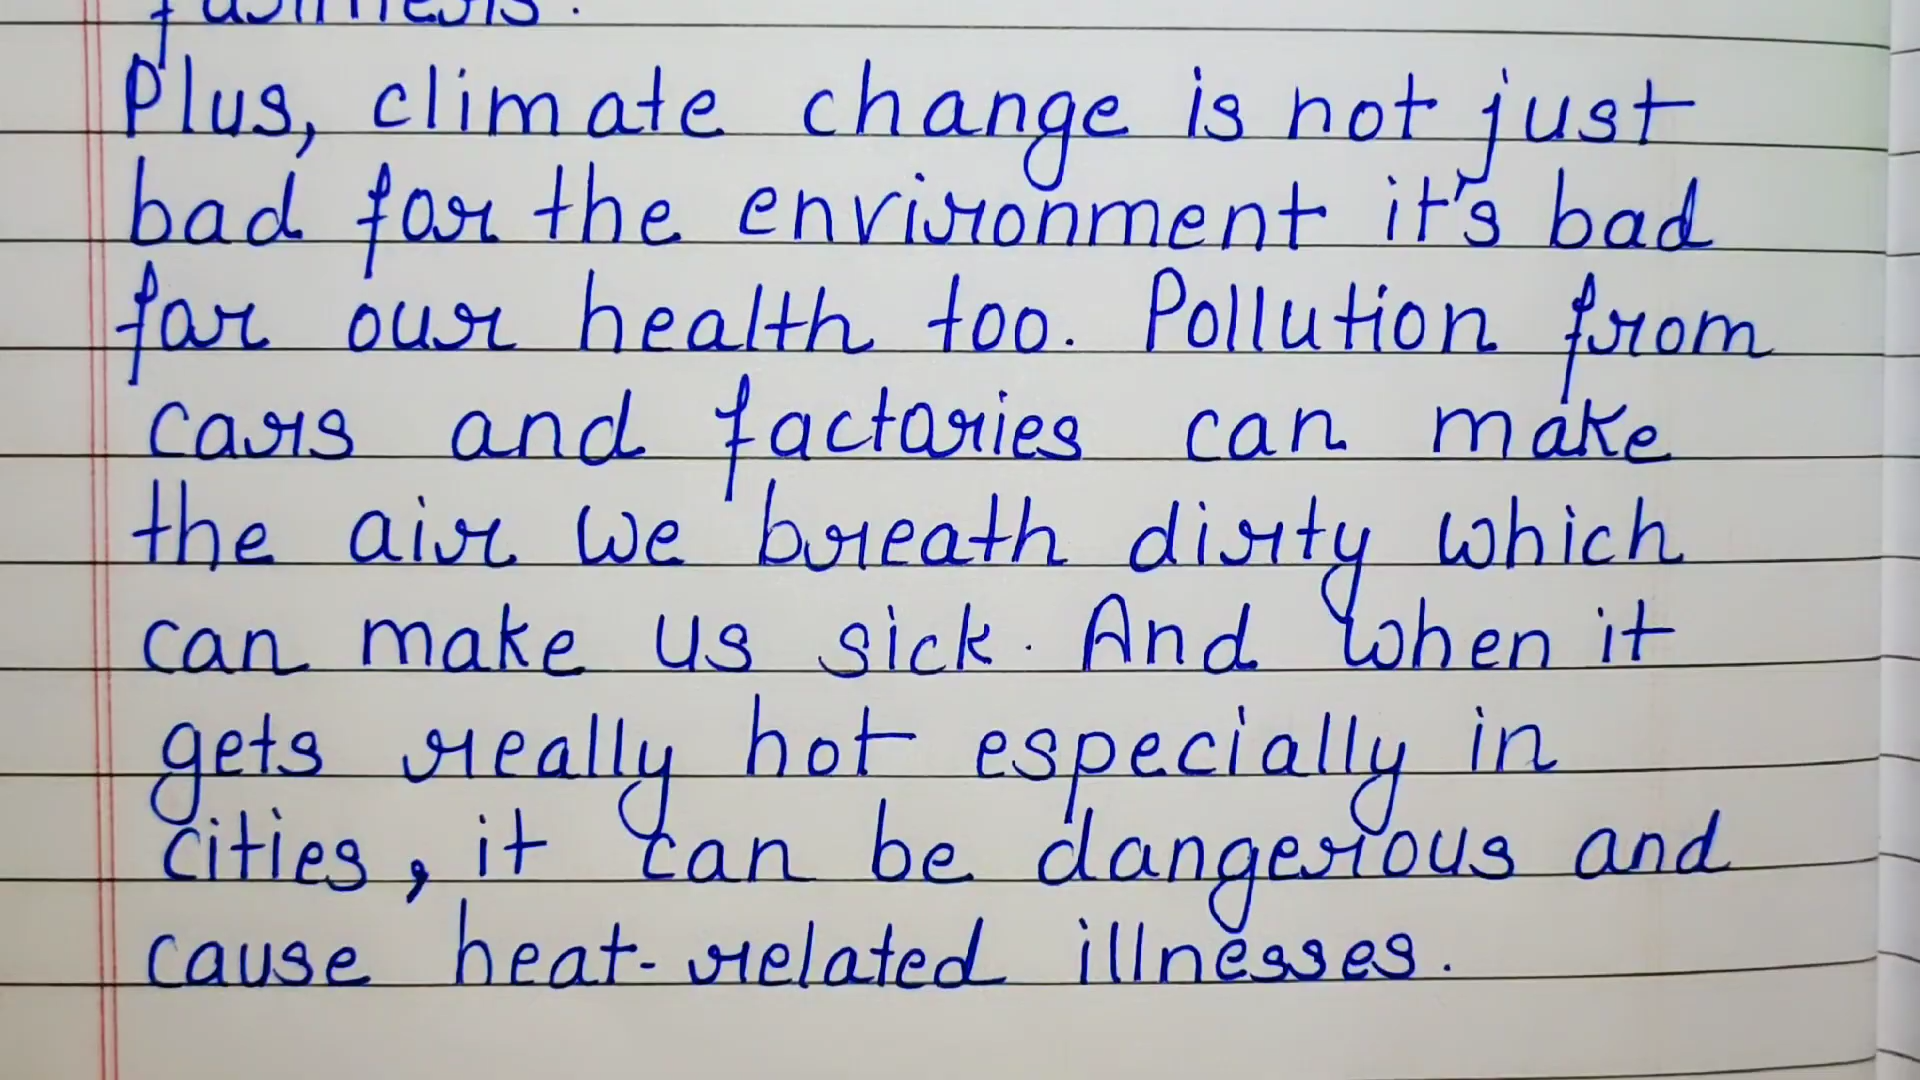 Plus, climate change is not just
bad for the environment it's bad
for our health too. Pollution from
cars and factories can make
the air we breath dirty which
can make us sick. And when it
gets really hot especially in
cities, it can be dangerous and
cause heat-related illnesses.